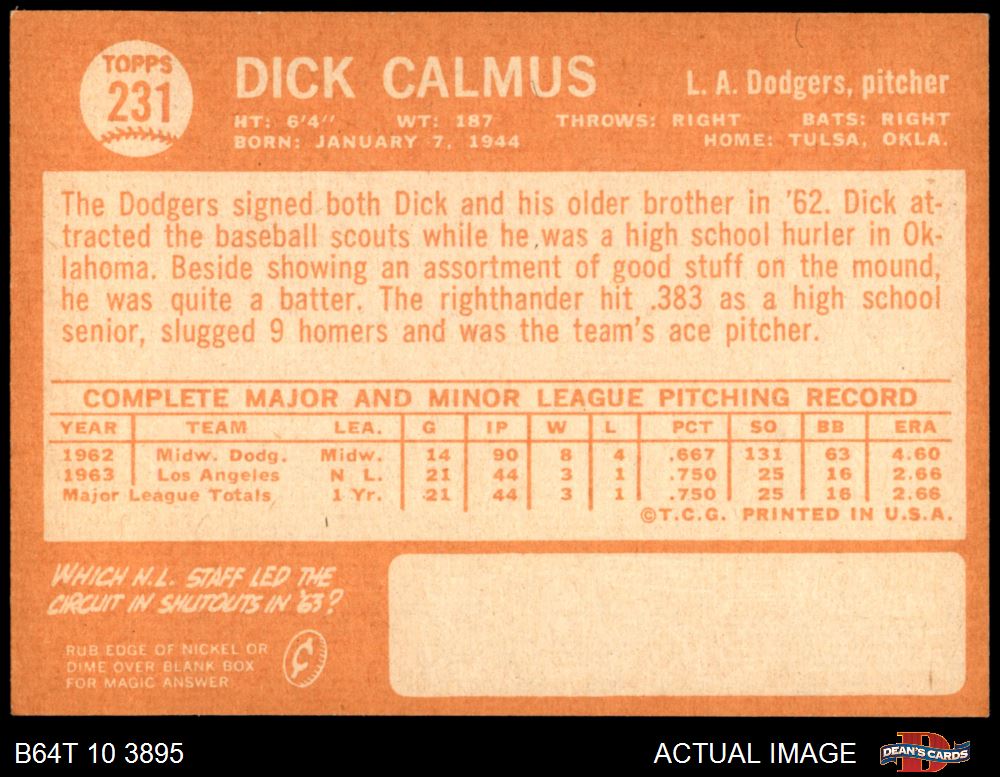 TOPPS
231
DICK CALMUS
L. A. Dodgers, pitcher
HT: 6'4" WT: 187 THROWS: RIGHT BATS: RIGHT
BORN: JANUARY 7, 1944 HOME: TULSA, OKLA.
The Dodgers signed both Dick and his older brother in '62. Dick at-
tracted the baseball scouts while he was a high school hurler in Ok-
lahoma. Beside showing an assortment of good stuff on the mound,
he was quite a batter. The righthander hit .383 as a high school
senior, slugged 9 homers and was the team's ace pitcher.
COMPLETE MAJOR AND MINOR LEAGUE PITCHING RECORD
YEAR TEAM LEA. G IP W L PCT SO BB ERA
1962 Midw. Dodg. Midw. 14 90 8 4 .667 131 63 4.60
1963 Los Angeles N L. 21 44 3 1 .750 25 16 2.66
Major League Totals 1 Yr. 21 44 3 1 .750 25 16 2.66
©T.C.G. PRINTED IN U.S.A.
WHICH N.L. STAFF LED THE
CIRCUIT IN SHUTOUTS IN '63?
RUB EDGE OF NICKEL OR
DIME OVER BLANK BOX
FOR MAGIC ANSWER
¢
B64T 10 3895
ACTUAL IMAGE
D
DEAN'S CARDS